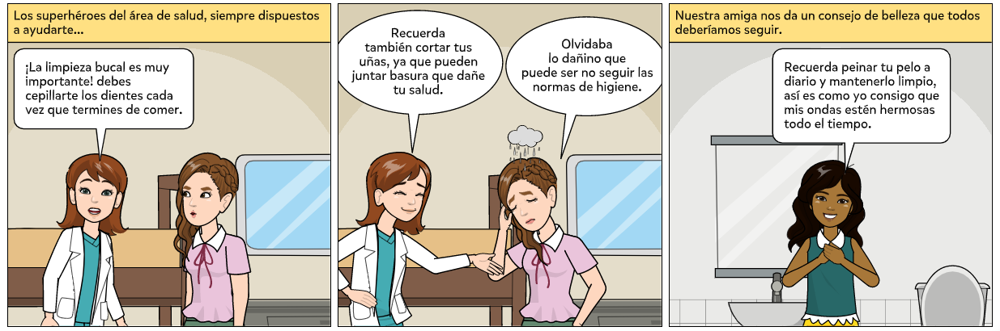 Los superhéroes del área de salud, siempre dispuestos
a ayudarte...
¡La limpieza bucal es muy
importante! debes
cepillarte los dientes cada
vez que termines de comer.
Recuerda
también cortar tus
uñas, ya que pueden
juntar basura que dañe
tu salud.
Olvidaba
lo dañino que
puede ser no seguir las
normas de higiene.
Nuestra amiga nos da un consejo de belleza que todos
deberíamos seguir.
Recuerda peinar tu pelo a
diario y mantenerlo limpio,
así es como yo consigo que
mis ondas estén hermosas
todo el tiempo.